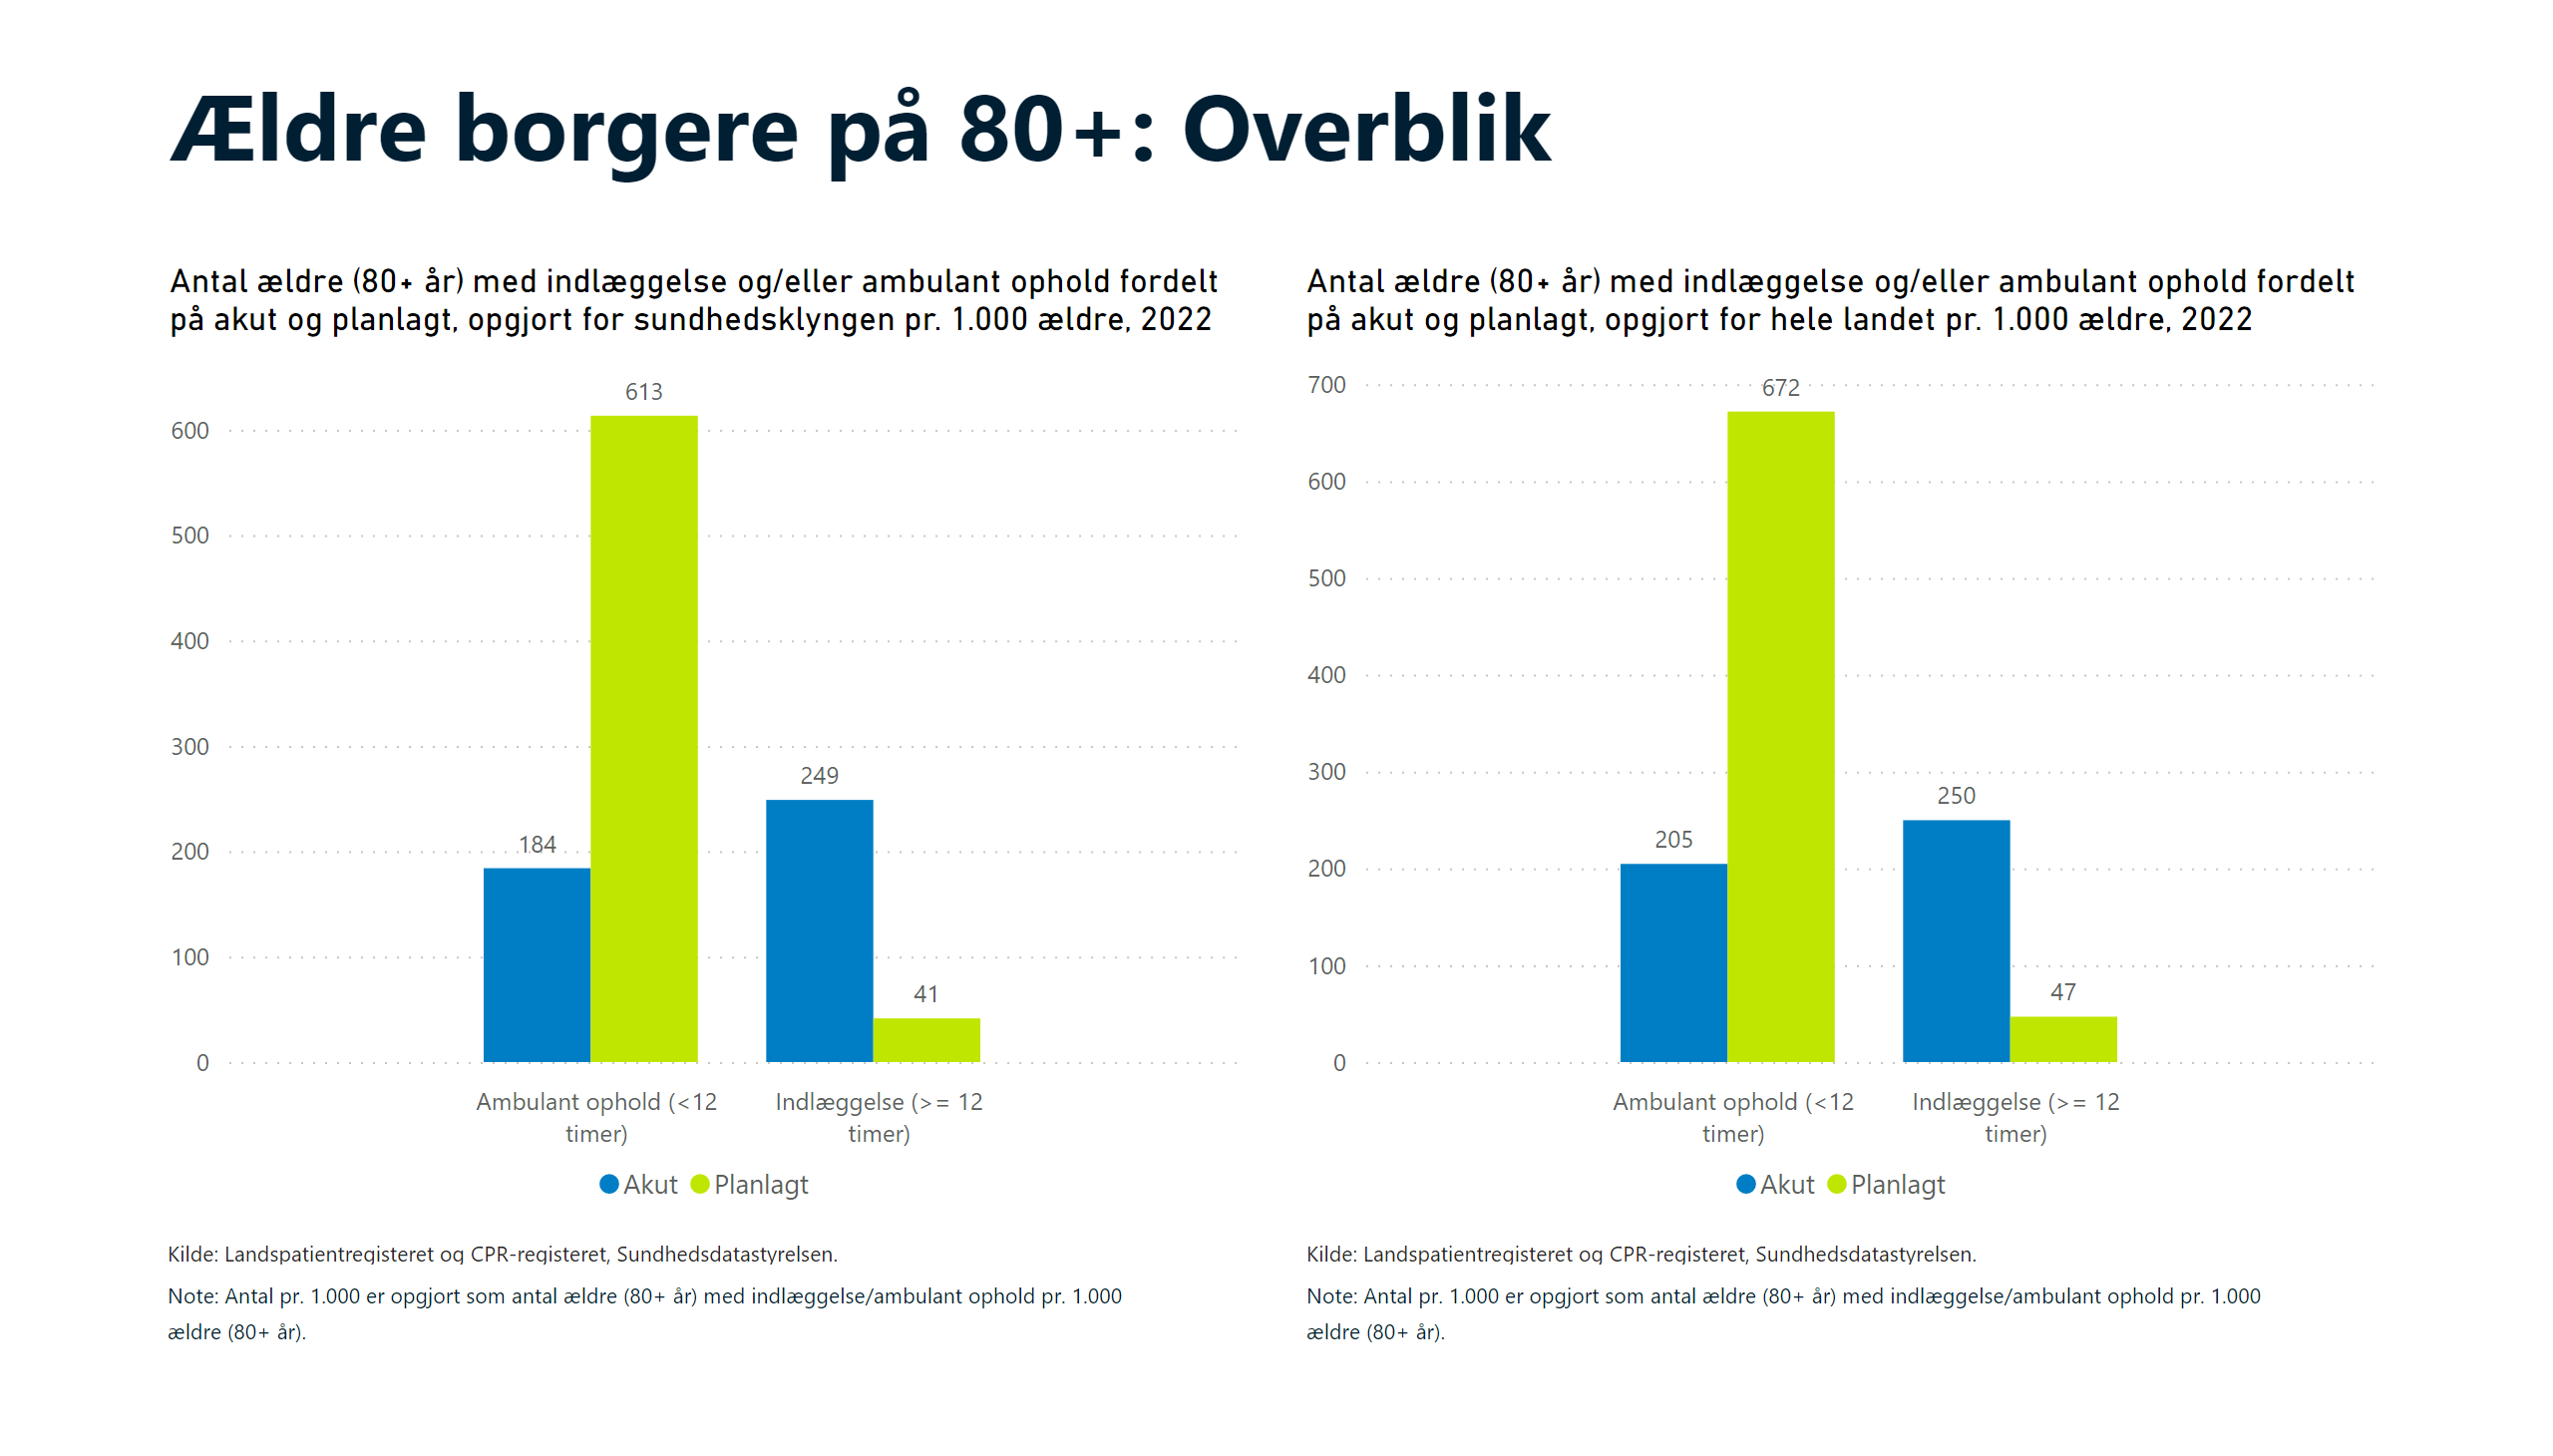 Ældre borgere på 80+: Overblik
Antal ældre (80+ år) med indlæggelse og/eller ambulant ophold fordelt
på akut og planlagt, opgjort for sundhedsklyngen pr. 1.000 ældre, 2022
613
600
500
400
300
249
184
200
100
41
0
Ambulant ophold (<12
timer)
Indlæggelse (>= 12
timer)
Akut Planlagt
Kilde: Landspatientregisteret og CPR-registeret, Sundhedsdatastyrelsen.
Note: Antal pr. 1.000 er opgjort som antal ældre (80+ år) med indlæggelse/ambulant ophold pr. 1.000
ældre (80+ år).
Antal ældre (80+ år) med indlæggelse og/eller ambulant ophold fordelt
på akut og planlagt, opgjort for hele landet pr. 1.000 ældre, 2022
700
672
600
500
400
300
250
205
200
100
47
0
Ambulant ophold (<12
timer)
Indlæggelse (>= 12
timer)
Akut Planlagt
Kilde: Landspatientregisteret og CPR-registeret, Sundhedsdatastyrelsen.
Note: Antal pr. 1.000 er opgjort som antal ældre (80+ år) med indlæggelse/ambulant ophold pr. 1.000
ældre (80+ år).